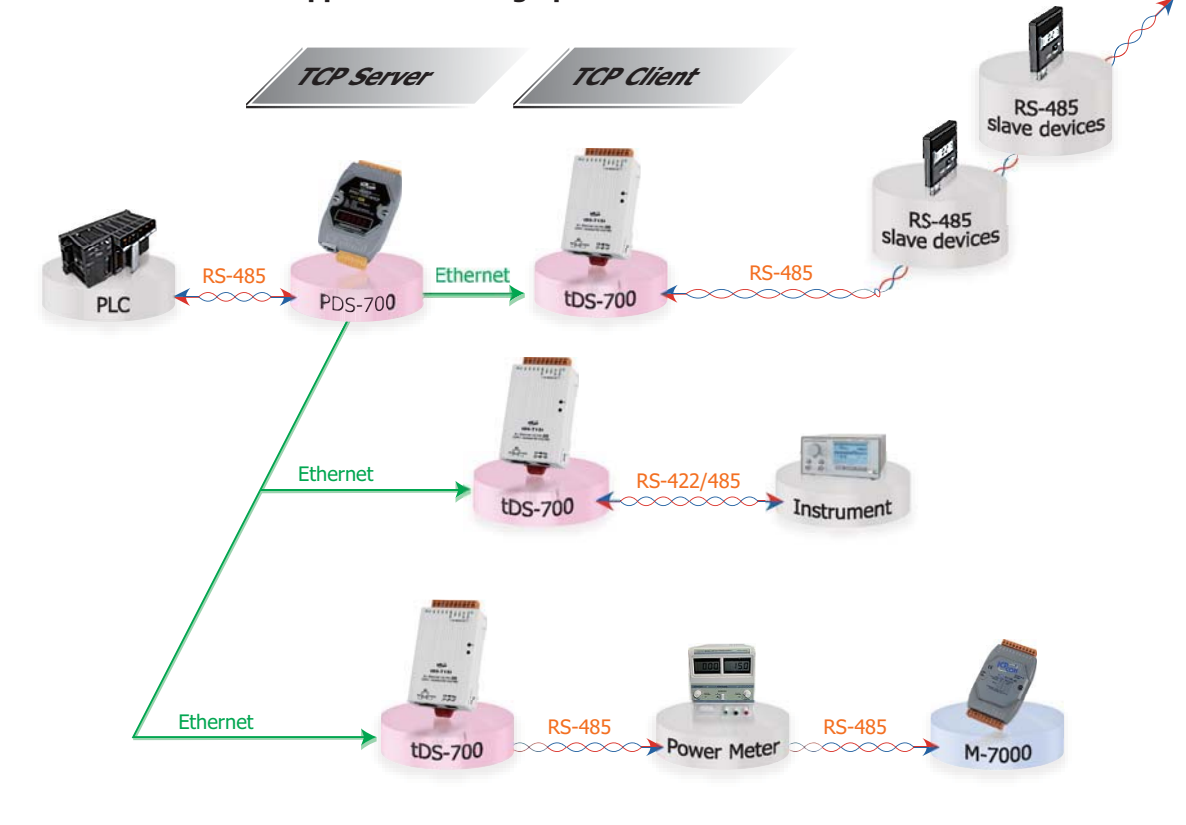 TCP Server
TCP Client
RS-485
slave devices
RS-485
slave devices
PLC
RS-485
PDS-700
Ethernet
tDS-700
RS-485
Ethernet
tDS-700
RS-422/485
Instrument
Ethernet
tDS-700
RS-485
Power Meter
RS-485
M-7000